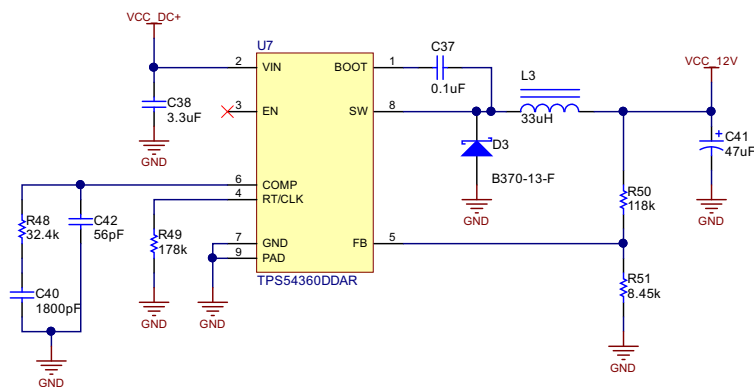 VCC_DC+
U7
VCC_12V
2 VIN BOOT 1
C37
0.1uF
L3
33uH
C38
3.3uF
3 EN SW 8
GND
D3
B370-13-F
GND
C41
47uF
GND
6 COMP
4 RT/CLK
R48
32.4k
C42
56pF
R49
178k
R50
118k
7 GND FB 5
9 PAD
TPS54360DDAR
C40
1800pF
R51
8.45k
GND
GND
GND
GND
+